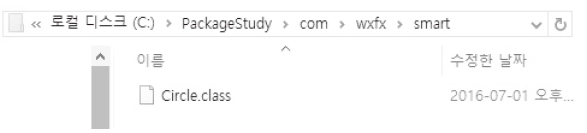 « 로컬 디스크 (C:) › PackageStudy › com › wxfx › smart
이름 수정한 날짜
Circle.class 2016-07-01 오후...